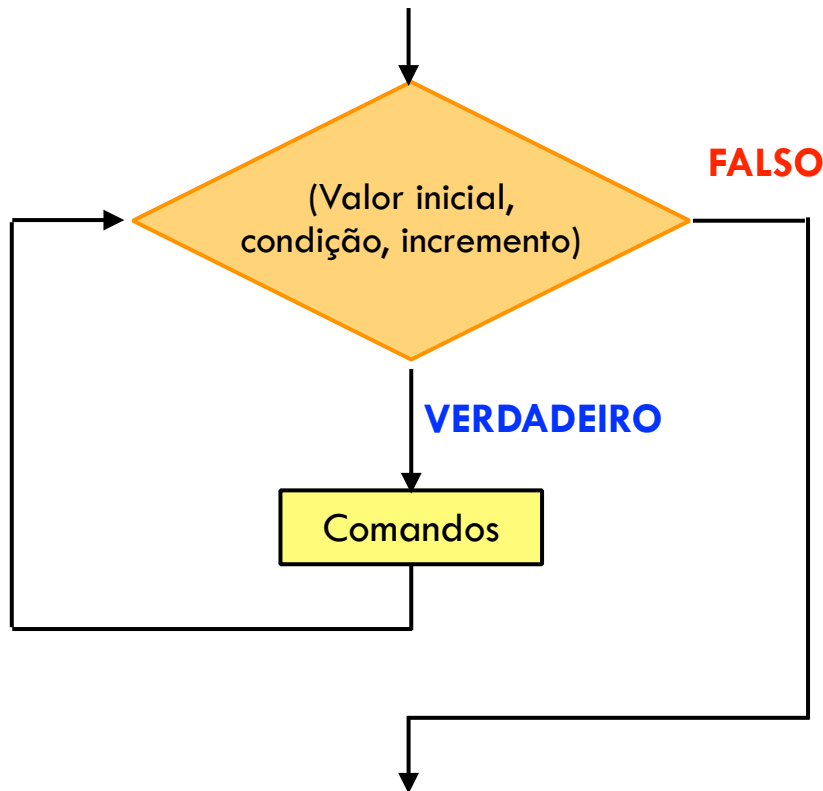 FALSO
(Valor inicial,
condição, incremento)
VERDADEIRO
Comandos